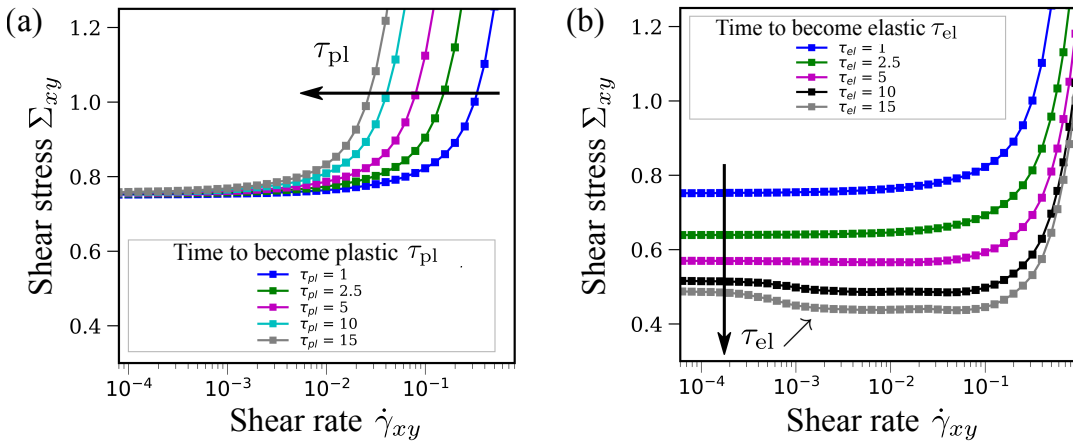 (a)
1.2
1.0
0.8
0.6
0.4
Shear stress Σxy
τpl
Time to become plastic τpl
τpl = 1
τpl = 2.5
τpl = 5
τpl = 10
τpl = 15
10⁻⁴ 10⁻³ 10⁻² 10⁻¹
Shear rate γ̇xy
(b)
1.2
1.0
0.8
0.6
0.4
Shear stress Σxy
Time to become elastic τel
τel = 1
τel = 2.5
τel = 5
τel = 10
τel = 15
τel
10⁻⁴ 10⁻³ 10⁻² 10⁻¹
Shear rate γ̇xy